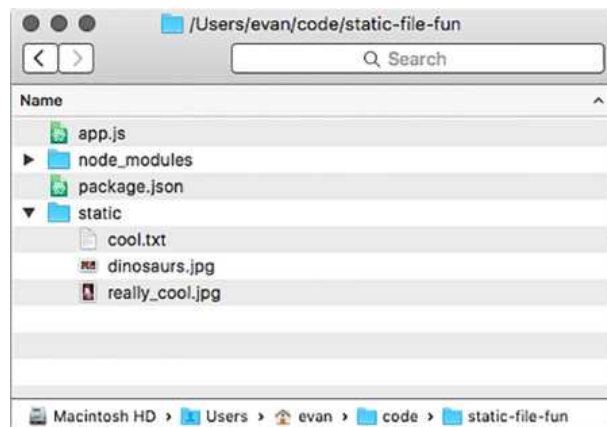 /Users/evan/code/static-file-fun
Search
Name
app.js
node_modules
package.json
static
cool.txt
dinosaurs.jpg
really_cool.jpg
Macintosh HD › Users › evan › code › static-file-fun